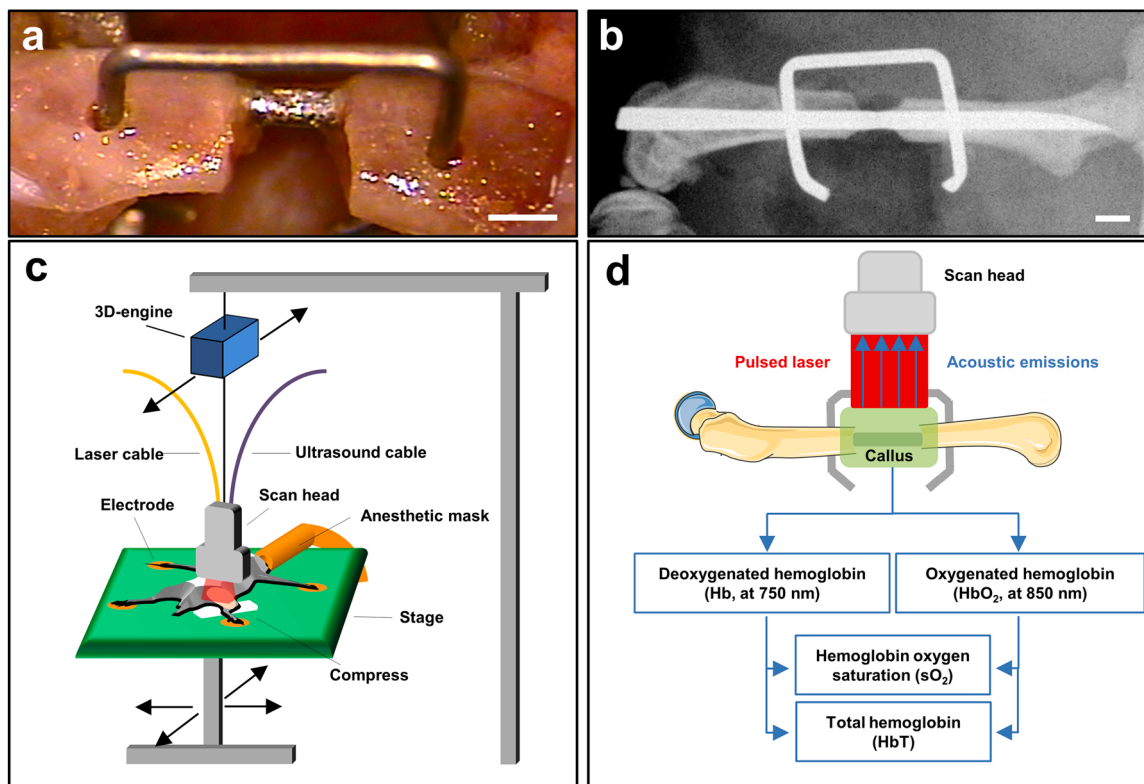 a
b
c
3D-engine
Laser cable
Ultrasound cable
Scan head
Electrode
Anesthetic mask
Stage
Compress
d
Scan head
Pulsed laser
Acoustic emissions
Callus
Deoxygenated hemoglobin
(Hb, at 750 nm)
Oxygenated hemoglobin
(HbO₂, at 850 nm)
Hemoglobin oxygen
saturation (sO₂)
Total hemoglobin
(HbT)